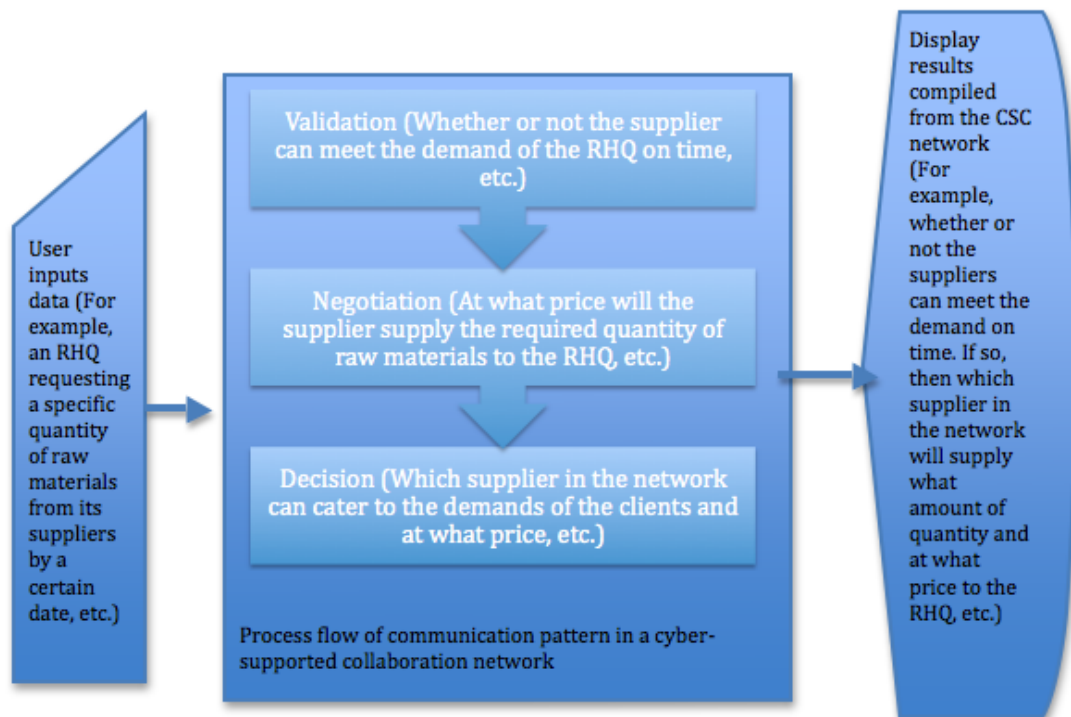 User
inputs
data (For
example,
an RHQ
requesting
a specific
quantity
of raw
materials
from its
suppliers
by a
certain
date, etc.)
Validation (Whether or not the supplier
can meet the demand of the RHQ on time,
etc.)
Negotiation (At what price will the
supplier supply the required quantity of
raw materials to the RHQ, etc.)
Decision (Which supplier in the network
can cater to the demands of the clients and
at what price, etc.)
Process flow of communication pattern in a cyber-
supported collaboration network
Display
results
compiled
from the CSC
network
(For
example,
whether or
not the
suppliers
can meet the
demand on
time. If so,
then which
supplier in
the network
will supply
what
amount of
quantity and
at what
price to the
RHQ, etc.)